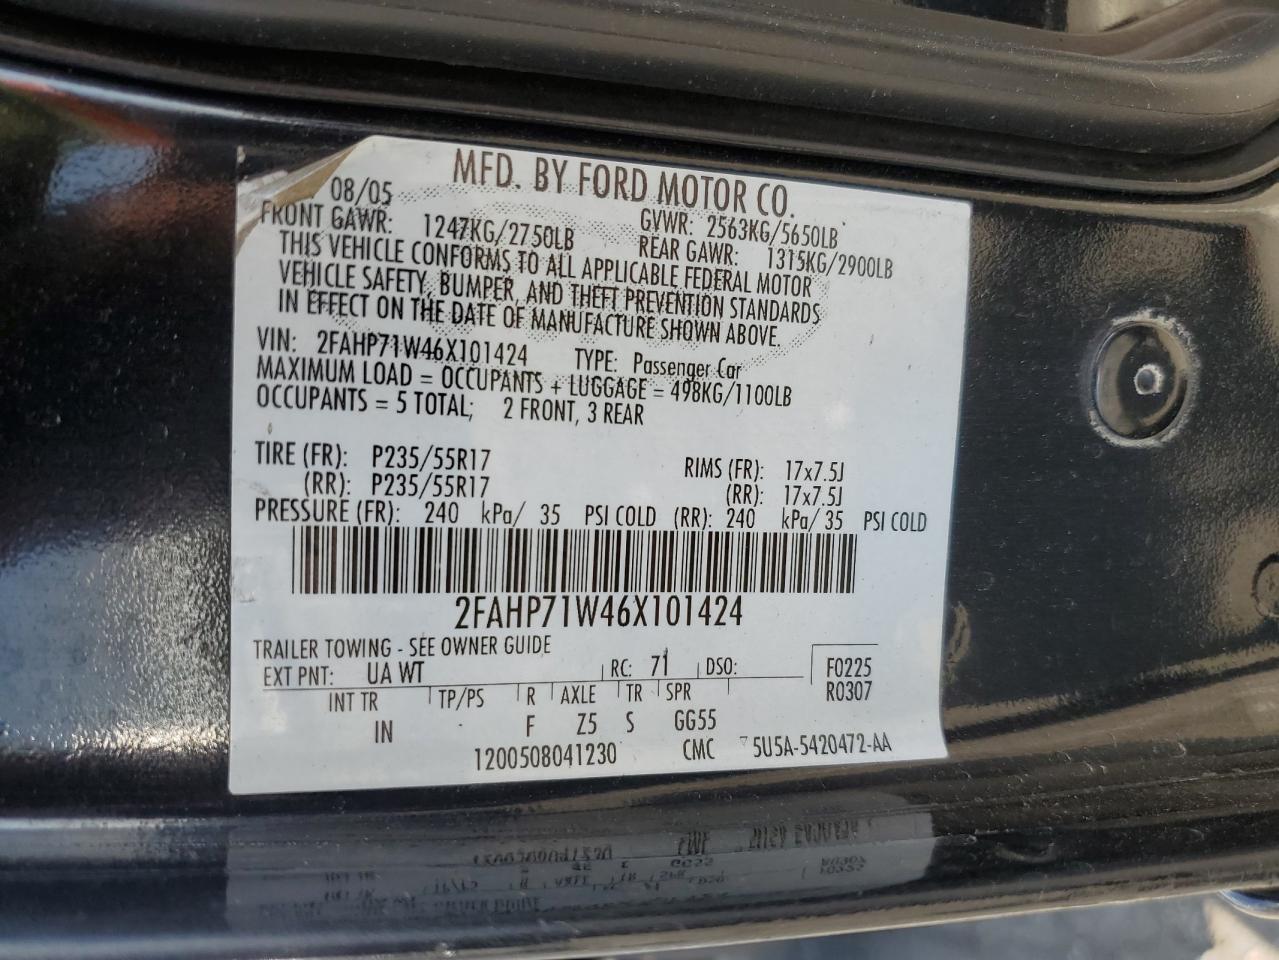 MFD. BY FORD MOTOR CO.
08/05 GVWR: 2563KG/5650LB
FRONT GAWR: 1247KG/2750LB REAR GAWR: 1315KG/2900LB
THIS VEHICLE CONFORMS TO ALL APPLICABLE FEDERAL MOTOR
VEHICLE SAFETY, BUMPER, AND THEFT PREVENTION STANDARDS
IN EFFECT ON THE DATE OF MANUFACTURE SHOWN ABOVE.
VIN: 2FAHP71W46X101424 TYPE: Passenger Car
MAXIMUM LOAD = OCCUPANTS + LUGGAGE = 498KG/1100LB
OCCUPANTS = 5 TOTAL; 2 FRONT, 3 REAR
TIRE (FR): P235/55R17 RIMS (FR): 17x7.5J
(RR): P235/55R17 (RR): 17x7.5J
PRESSURE (FR): 240 kPa/ 35 PSI COLD (RR): 240 kPa/ 35 PSI COLD
2FAHP71W46X101424
TRAILER TOWING - SEE OWNER GUIDE
EXT PNT: UA WT RC: 71 DSO: F0225
INT TR TP/PS R AXLE TR SPR R0307
IN F Z5 S GG55
1200508041230 CMC 5U5A-5420472-AA